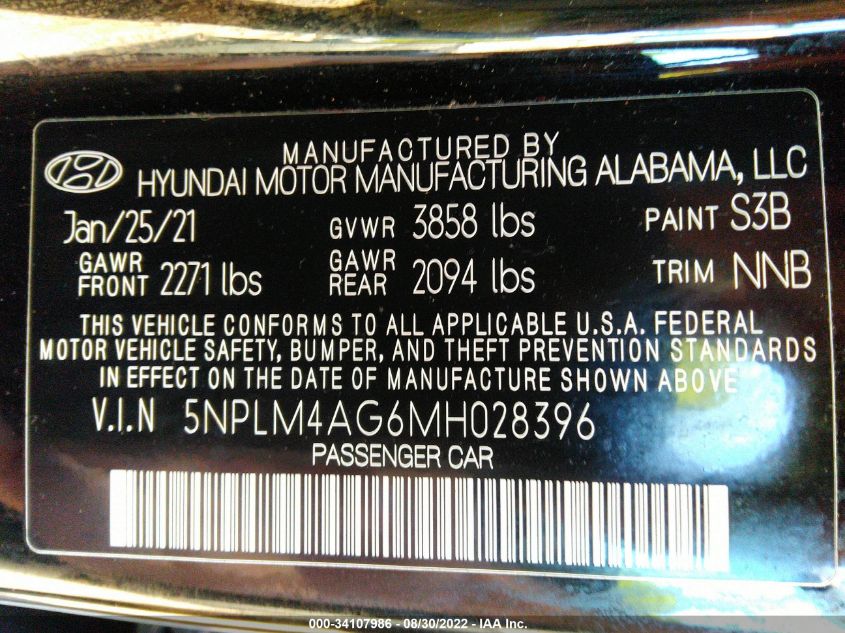 MANUFACTURED BY
HYUNDAI MOTOR MANUFACTURING ALABAMA, LLC
Jan/25/21 GVWR 3858 lbs PAINT S3B
GAWR FRONT 2271 lbs GAWR REAR 2094 lbs TRIM NNB
THIS VEHICLE CONFORMS TO ALL APPLICABLE U.S.A. FEDERAL
MOTOR VEHICLE SAFETY, BUMPER, AND THEFT PREVENTION STANDARDS
IN EFFECT ON THE DATE OF MANUFACTURE SHOWN ABOVE
V.I.N 5NPLM4AG6MH028396
PASSENGER CAR
000-34107986 - 08/30/2022 - IAA Inc.